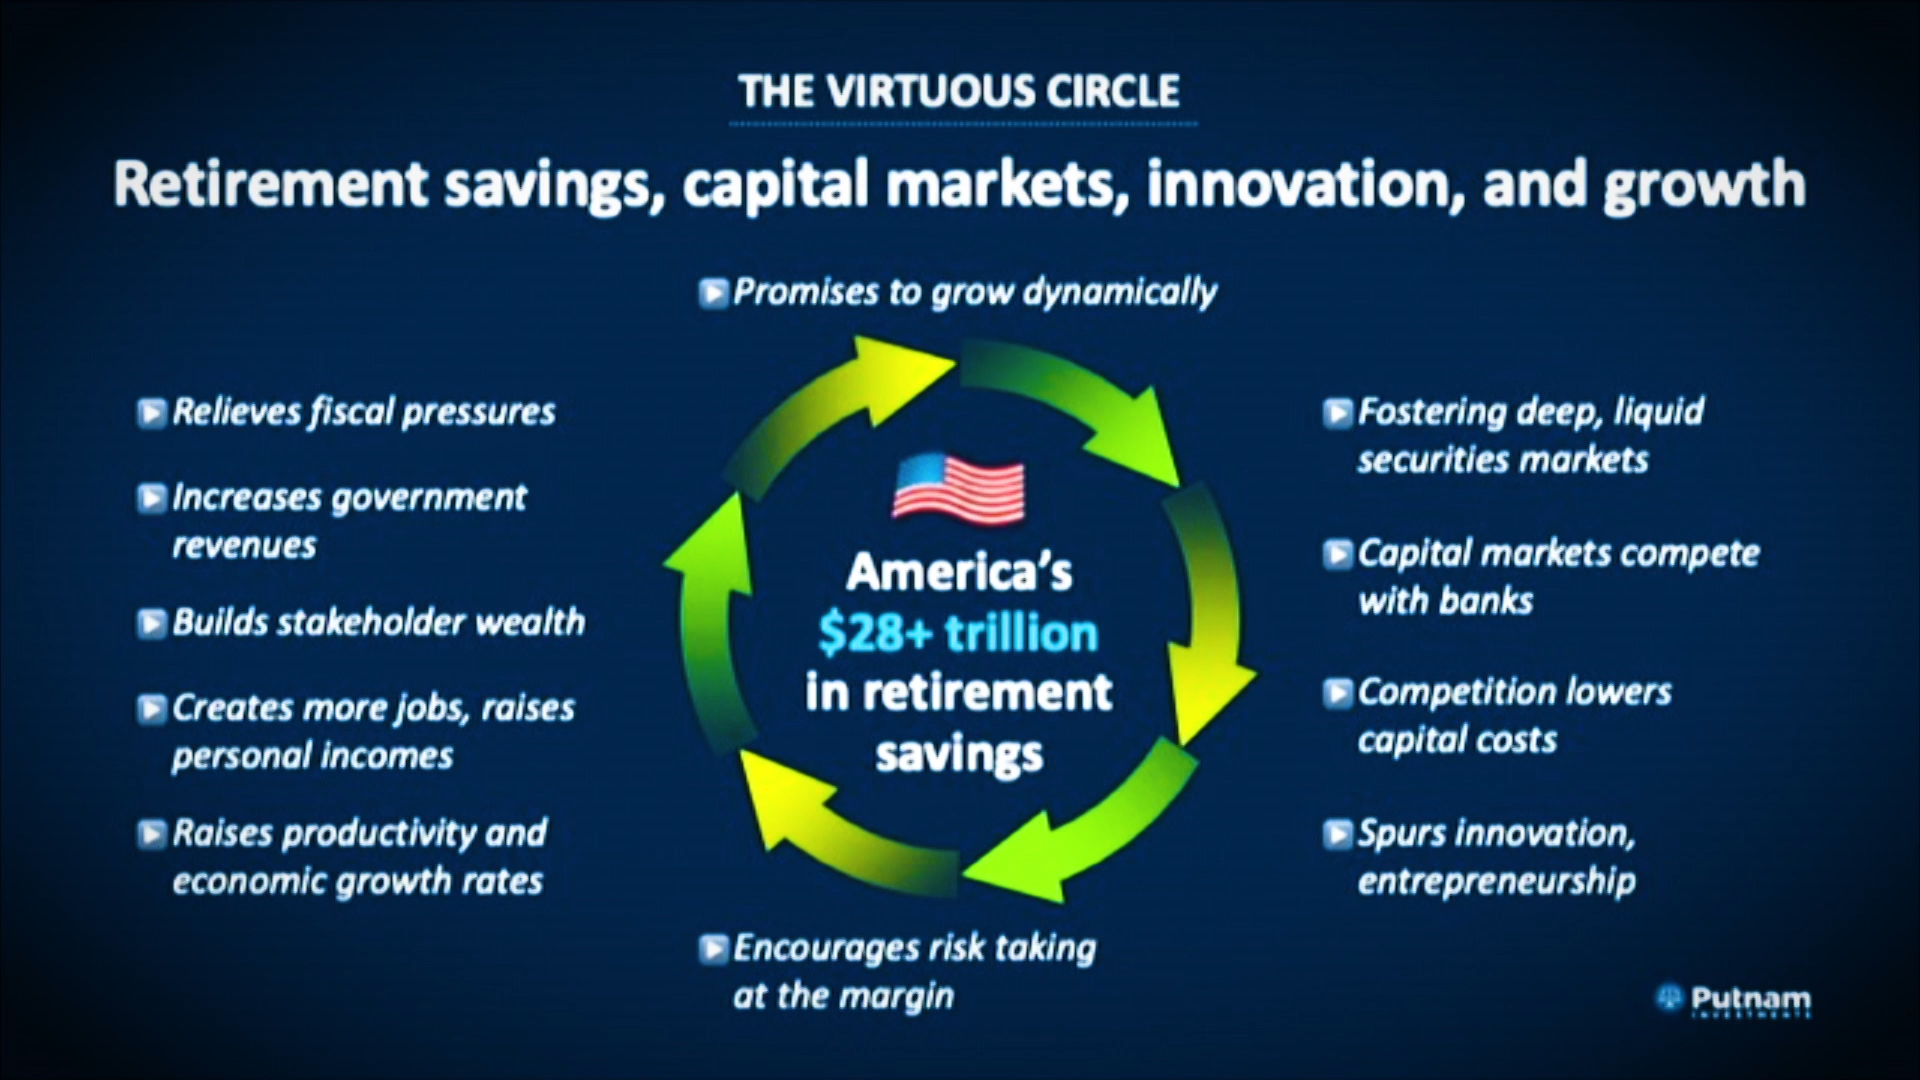 THE VIRTUOUS CIRCLE
Retirement savings, capital markets, innovation, and growth
Promises to grow dynamically
Fostering deep, liquid
securities markets
Capital markets compete
with banks
Competition lowers
capital costs
Spurs innovation,
entrepreneurship
Encourages risk taking
at the margin
Raises productivity and
economic growth rates
Creates more jobs, raises
personal incomes
Builds stakeholder wealth
Increases government
revenues
Relieves fiscal pressures
America's
$28+ trillion
in retirement
savings
Putnam
INVESTMENTS